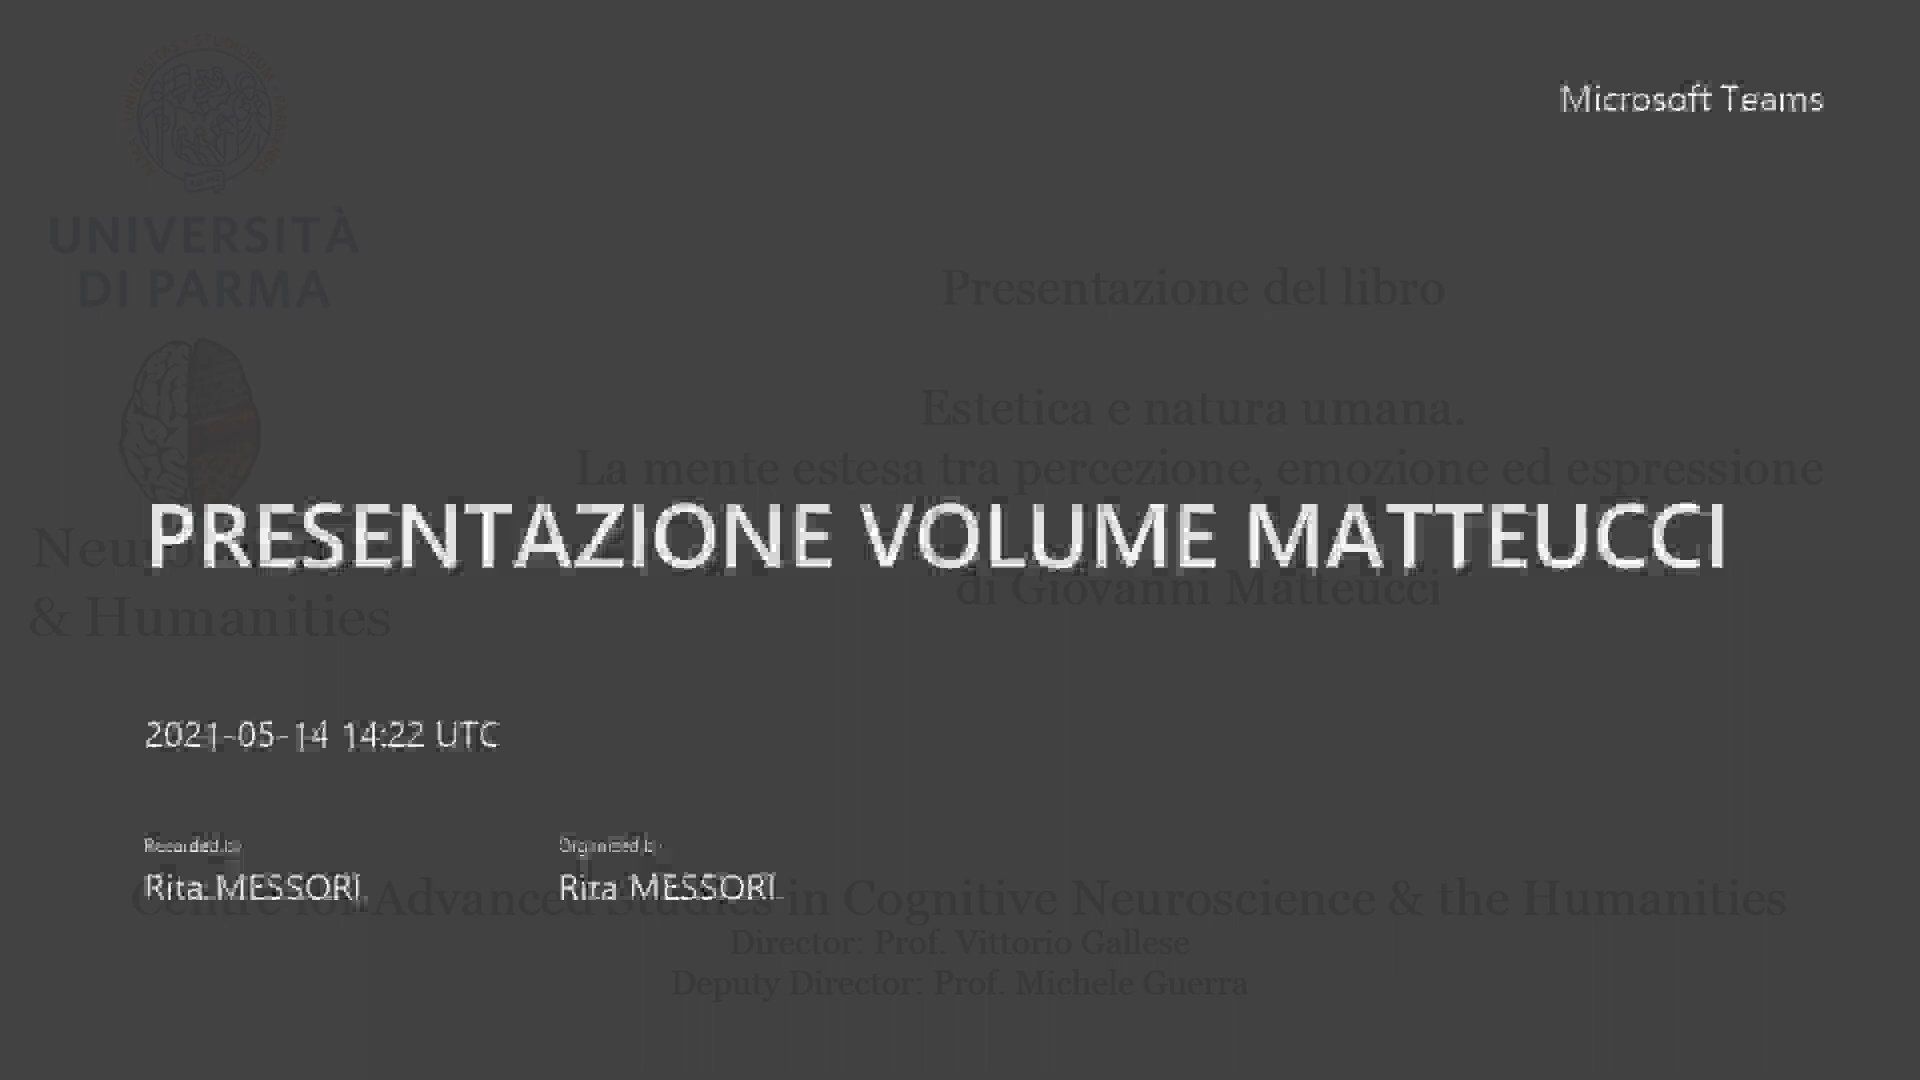 Microsoft Teams
UNIVERSITÀ
DI PARMA
Presentazione del libro
Estetica e natura umana.
La mente estesa tra percezione, emozione ed espressione
PRESENTAZIONE VOLUME MATTEUCCI
di Giovanni Matteucci
& Humanities
2021-05-14 14:22 UTC
Recorded by
Organized by
Rita MESSORI
Rita MESSORI
Centre for Advanced Studies in Cognitive Neuroscience & the Humanities
Director: Prof. Vittorio Gallese
Deputy Director: Prof. Michele Guerra